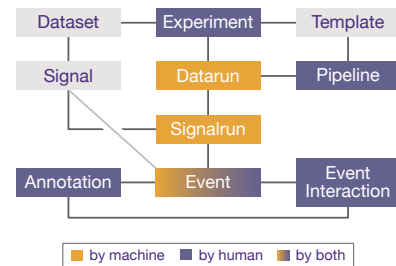 Dataset
Experiment
Template
Signal
Datarun
Pipeline
Signalrun
Annotation
Event
Event
Interaction
by machine
by human
by both